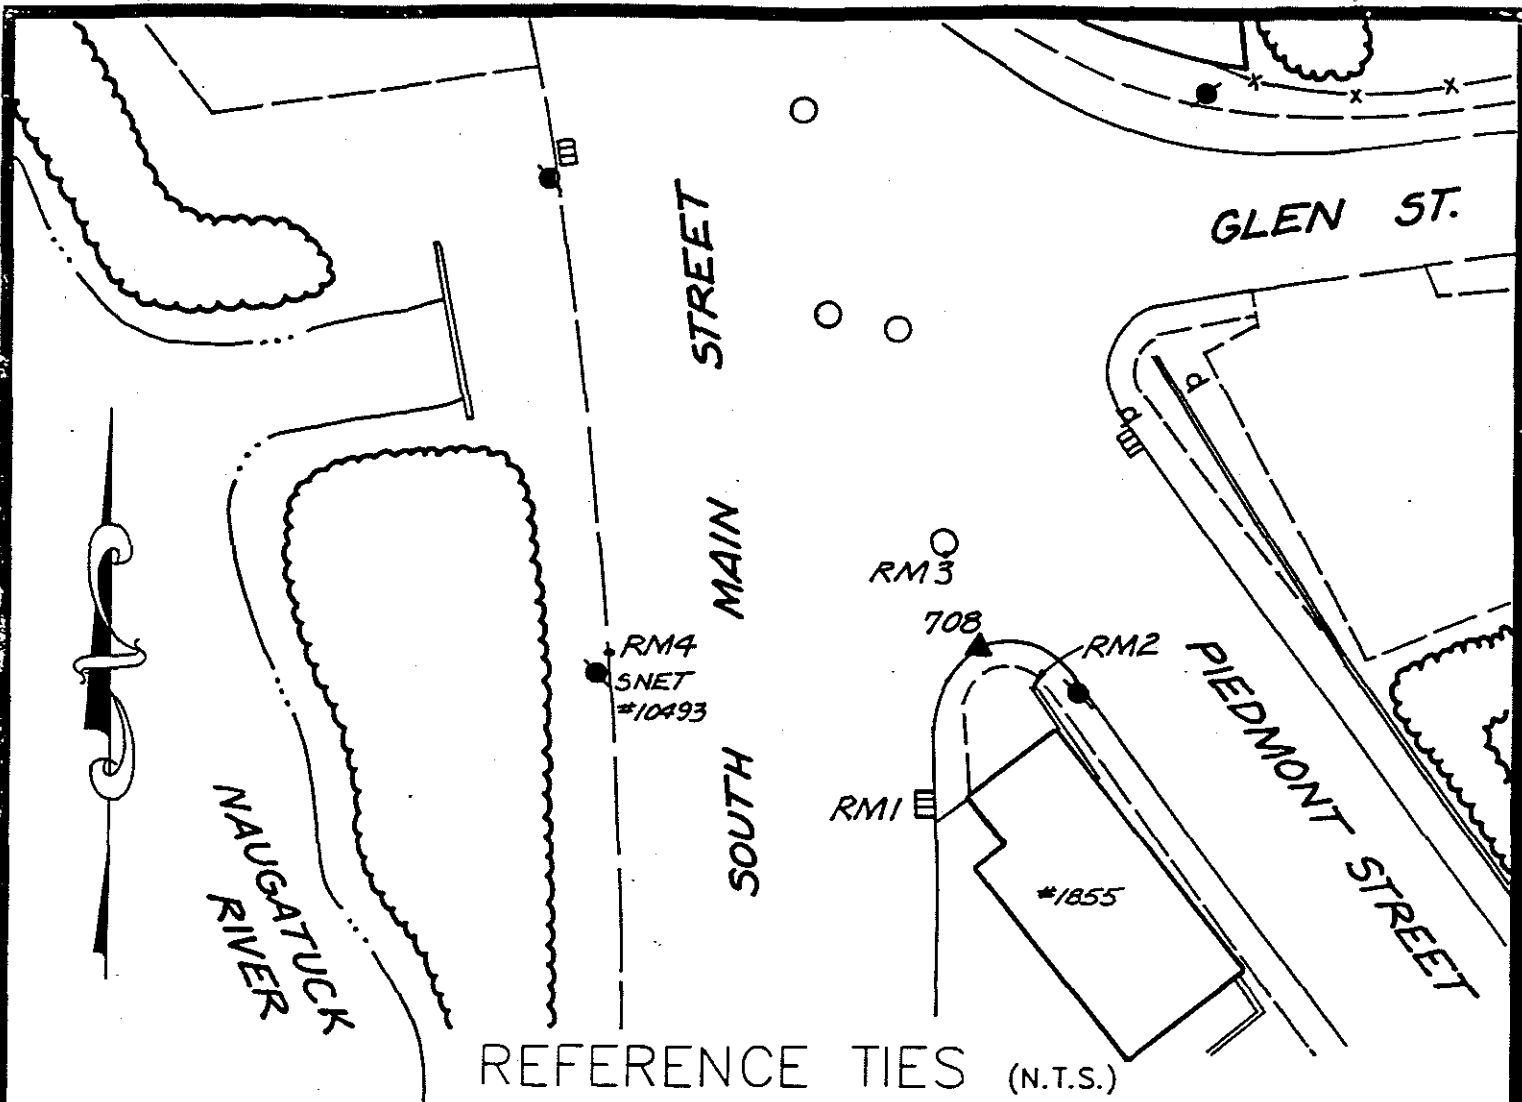 GLEN ST.
SOUTH MAIN STREET
RM3
708
RM2
RM4
SNET
#10493
PIEDMONT STREET
RM1
#1855
NAUGATUCK
RIVER
REFERENCE TIES (N.T.S.)